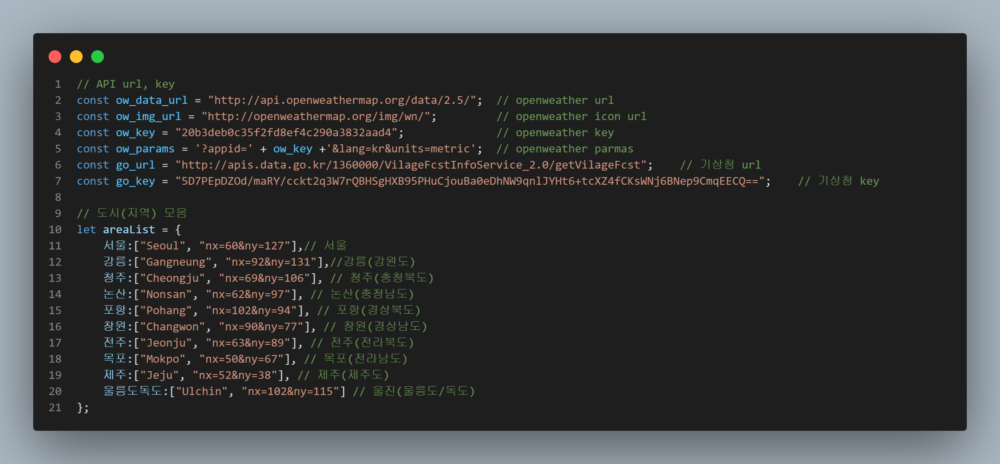 1 // API url, key
2 const ow_data_url = "http://api.openweathermap.org/data/2.5/"; // openweather url
3 const ow_img_url = "http://openweathermap.org/img/wn/"; // openweather icon url
4 const ow_key = "20b3deb0c35f2fd8ef4c290a3832aad4"; // openweather key
5 const ow_params = '?appid=' + ow_key +'&lang=kr&units=metric'; // openweather parmas
6 const go_url = "http://apis.data.go.kr/1360000/VilageFcstInfoService_2.0/getVilageFcst"; // 기상청 url
7 const go_key = "5D7PEpDZOd/maRY/cckt2q3W7rQBHSgHXB95PHuCjouBa0eDhNW9qnlJYHt6+tcXZ4fCKsWNj6BNep9CmqEECQ=="; // 기상청 key
8
9 // 도시(지역) 모음
10 let areaList = {
11 서울:["Seoul", "nx=60&ny=127"],// 서울
12 강릉:["Gangneung", "nx=92&ny=131"],//강릉(강원도)
13 청주:["Cheongju", "nx=69&ny=106"], // 청주(충청북도)
14 논산:["Nonsan", "nx=62&ny=97"], // 논산(충청남도)
15 포항:["Pohang", "nx=102&ny=94"], // 포항(경상북도)
16 창원:["Changwon", "nx=90&ny=77"], // 창원(경상남도)
17 전주:["Jeonju", "nx=63&ny=89"], // 전주(전라북도)
18 목포:["Mokpo", "nx=50&ny=67"], // 목포(전라남도)
19 제주:["Jeju", "nx=52&ny=38"], // 제주(제주도)
20 울릉도독도:["Ulchin", "nx=102&ny=115"] // 울진(울릉도/독도)
21 };